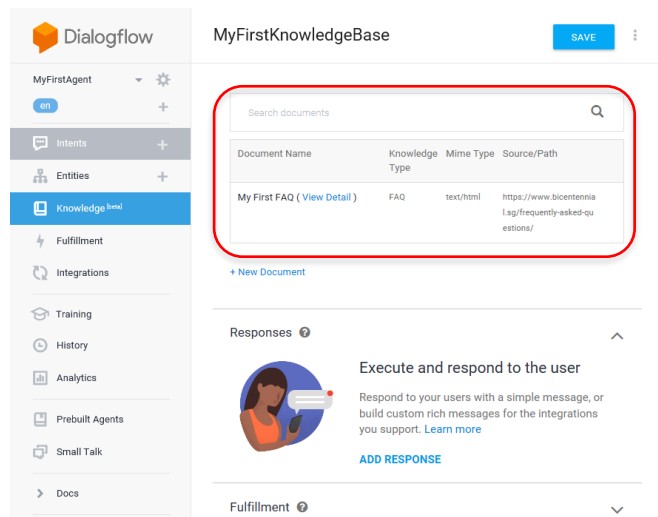 Dialogflow
MyFirstAgent
en
Intents
Entities
Knowledge [beta]
Fulfillment
Integrations
Training
History
Analytics
Prebuilt Agents
Small Talk
Docs
MyFirstKnowledgeBase
SAVE
Search documents
Document Name Knowledge Type Mime Type Source/Path
My First FAQ ( View Detail ) FAQ text/html https://www.bicentennia
l.sg/frequently-asked-qu
estions/
+ New Document
Responses
Execute and respond to the user
Respond to your users with a simple message, or
build custom rich messages for the integrations
you support. Learn more
ADD RESPONSE
Fulfillment